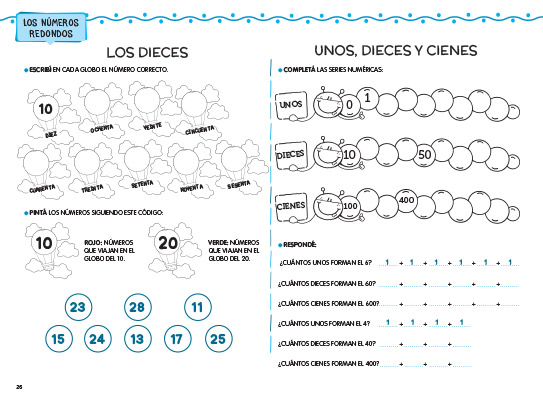 LOS NÚMEROS
REDONDOS
LOS DIECES
ESCRIBÍ EN CADA GLOBO EL NÚMERO CORRECTO.
10
DIEZ
OCHENTA
VEINTE
CINCUENTA
CUARENTA
TREINTA
SETENTA
NOVENTA
SESENTA
PINTÁ LOS NÚMEROS SIGUIENDO ESTE CÓDIGO:
10
ROJO: NÚMEROS
QUE VIAJAN EN EL
GLOBO DEL 10.
20
VERDE: NÚMEROS
QUE VIAJAN EN EL
GLOBO DEL 20.
23 28 11
15 24 13 17 25
26
UNOS, DIECES Y CIENES
COMPLETÁ LAS SERIES NUMÉRICAS:
UNOS 0 1
DIECES 10 50
CIENES 100 400
RESPONDÉ:
¿CUÁNTOS UNOS FORMAN EL 6? 1 + 1 + 1 + 1 + 1 + 1
¿CUÁNTOS DIECES FORMAN EL 60? + + + + +
¿CUÁNTOS CIENES FORMAN EL 600? + + + + +
¿CUÁNTOS UNOS FORMAN EL 4? 1 + 1 + 1 + 1
¿CUÁNTOS DIECES FORMAN EL 40? + + +
¿CUÁNTOS CIENES FORMAN EL 400? + + +